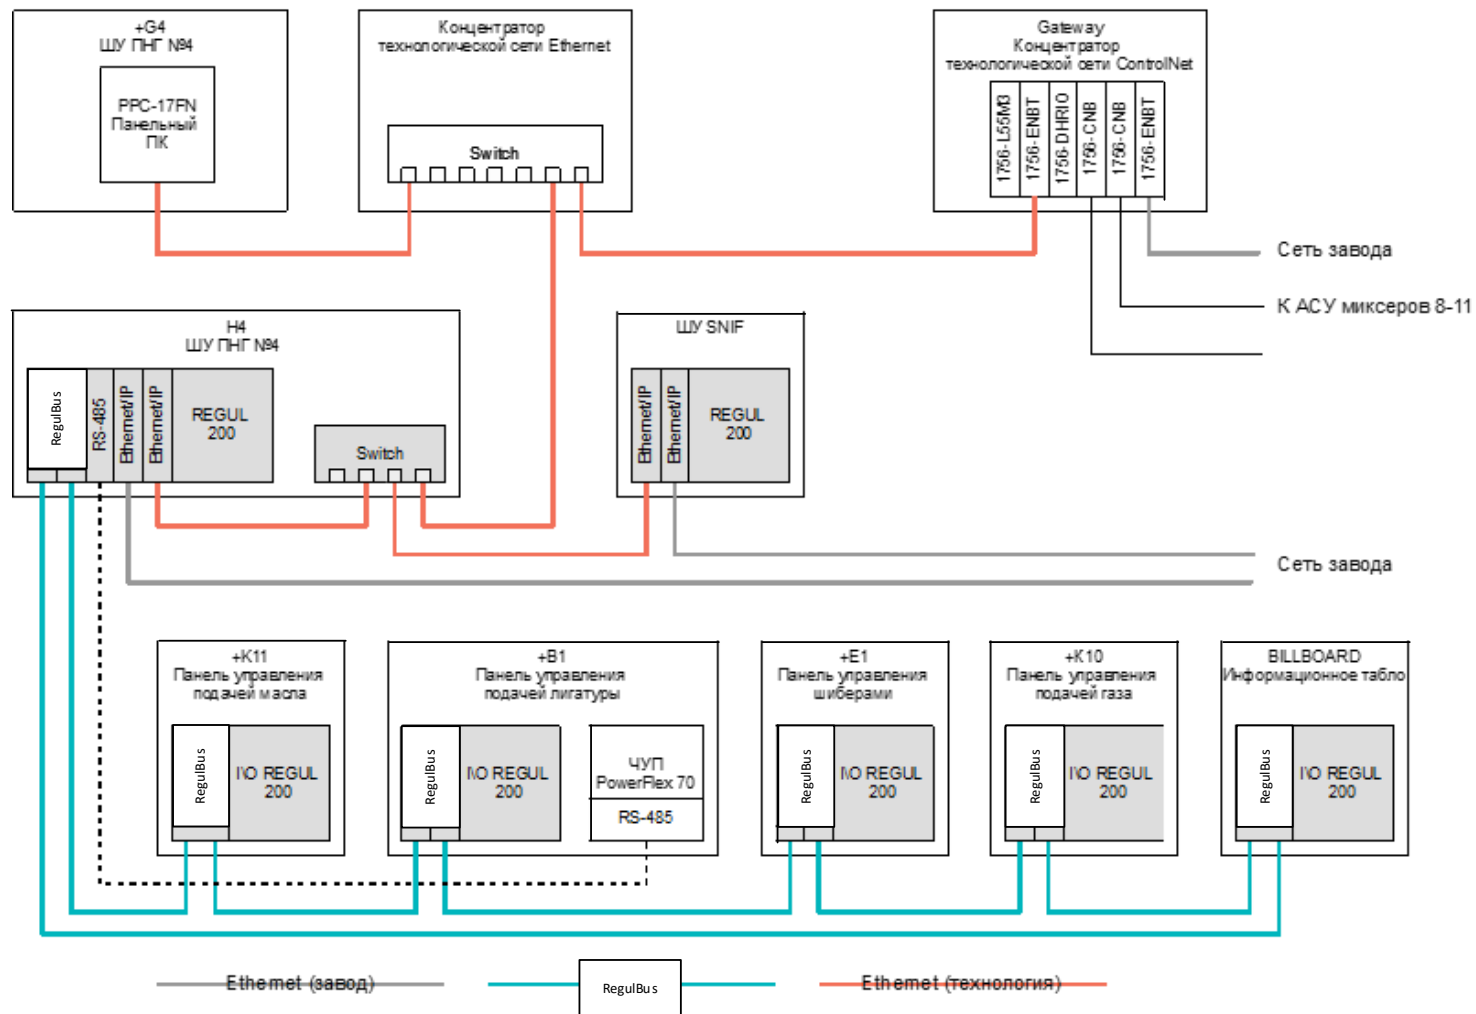 +G4
ШУ ПНГ №4
PPC-17FN
Панельный
ПК
Концентратор
технологической сети Ethernet
Switch
Gateway
Концентратор
технологической сети ControlNet
1756-L55M3
1756-ENBT
1756-DHRIO
1756-CNB
1756-CNB
1756-ENBT
Сеть завода
К АСУ миксеров 8-11
H4
ШУ ПНГ №4
RegulBus
RS-485
Ethernet/IP
Ethernet/IP
REGUL
200
Switch
ШУ SNIF
Ethernet/IP
Ethernet/IP
REGUL
200
Сеть завода
+K11
Панель управления
подачей масла
RegulBus
I\O REGUL
200
+B1
Панель управления
подачей лигатуры
RegulBus
I\O REGUL
200
ЧУП
PowerFlex 70
RS-485
+E1
Панель управления
шиберами
RegulBus
I\O REGUL
200
+K10
Панель управления
подачей газа
RegulBus
I\O REGUL
200
BILLBOARD
Информационное табло
RegulBus
I\O REGUL
200
Ethernet (завод)
RegulBus
Ethernet (технология)